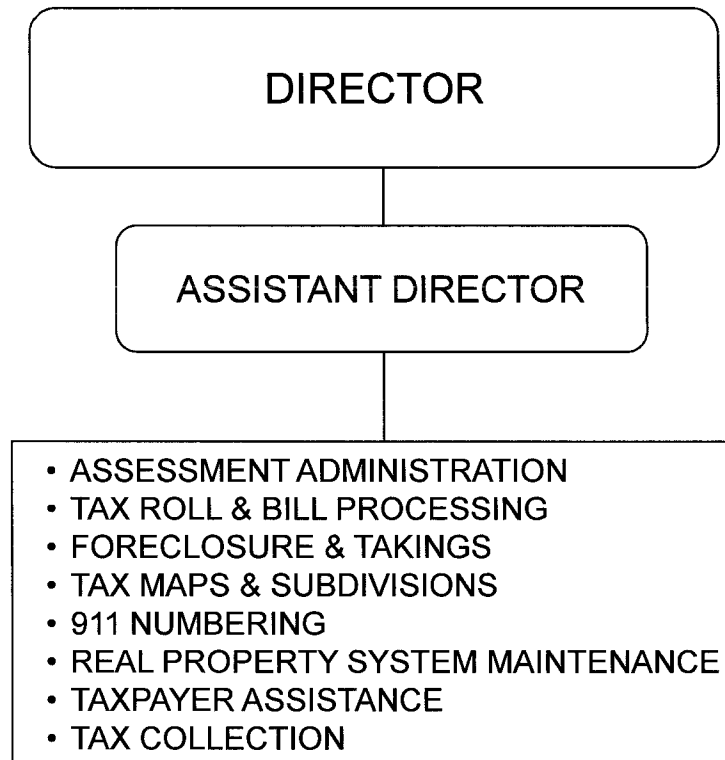 DIRECTOR
ASSISTANT DIRECTOR
• ASSESSMENT ADMINISTRATION
• TAX ROLL & BILL PROCESSING
• FORECLOSURE & TAKINGS
• TAX MAPS & SUBDIVISIONS
• 911 NUMBERING
• REAL PROPERTY SYSTEM MAINTENANCE
• TAXPAYER ASSISTANCE
• TAX COLLECTION